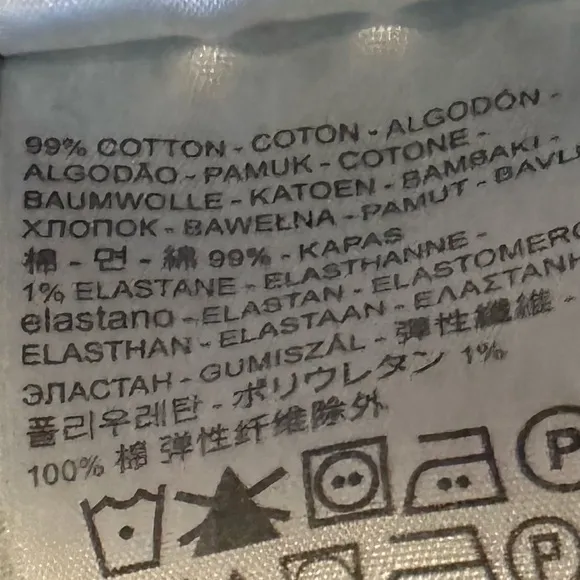 99% COTTON - COTON - ALGODÓN -
ALGODÃO - PAMUK - COTONE -
BAUMWOLLE - KATOEN - BAMBAKI -
ХЛОПОК - BAWEŁNA - PAMUT -
棉 - 면 - 綿 99% - KAPAS
1% ELASTANE - ELASTHANNE -
elastano - ELASTAN - ELASTOMERO
ELASTHAN - ELASTAAN -
ЭЛАСТАН - GUMISZÁL - 彈性纖維 -
폴리우레탄 - ポリウレタン 1%
100% 棉 弹性纤维除外
P
P